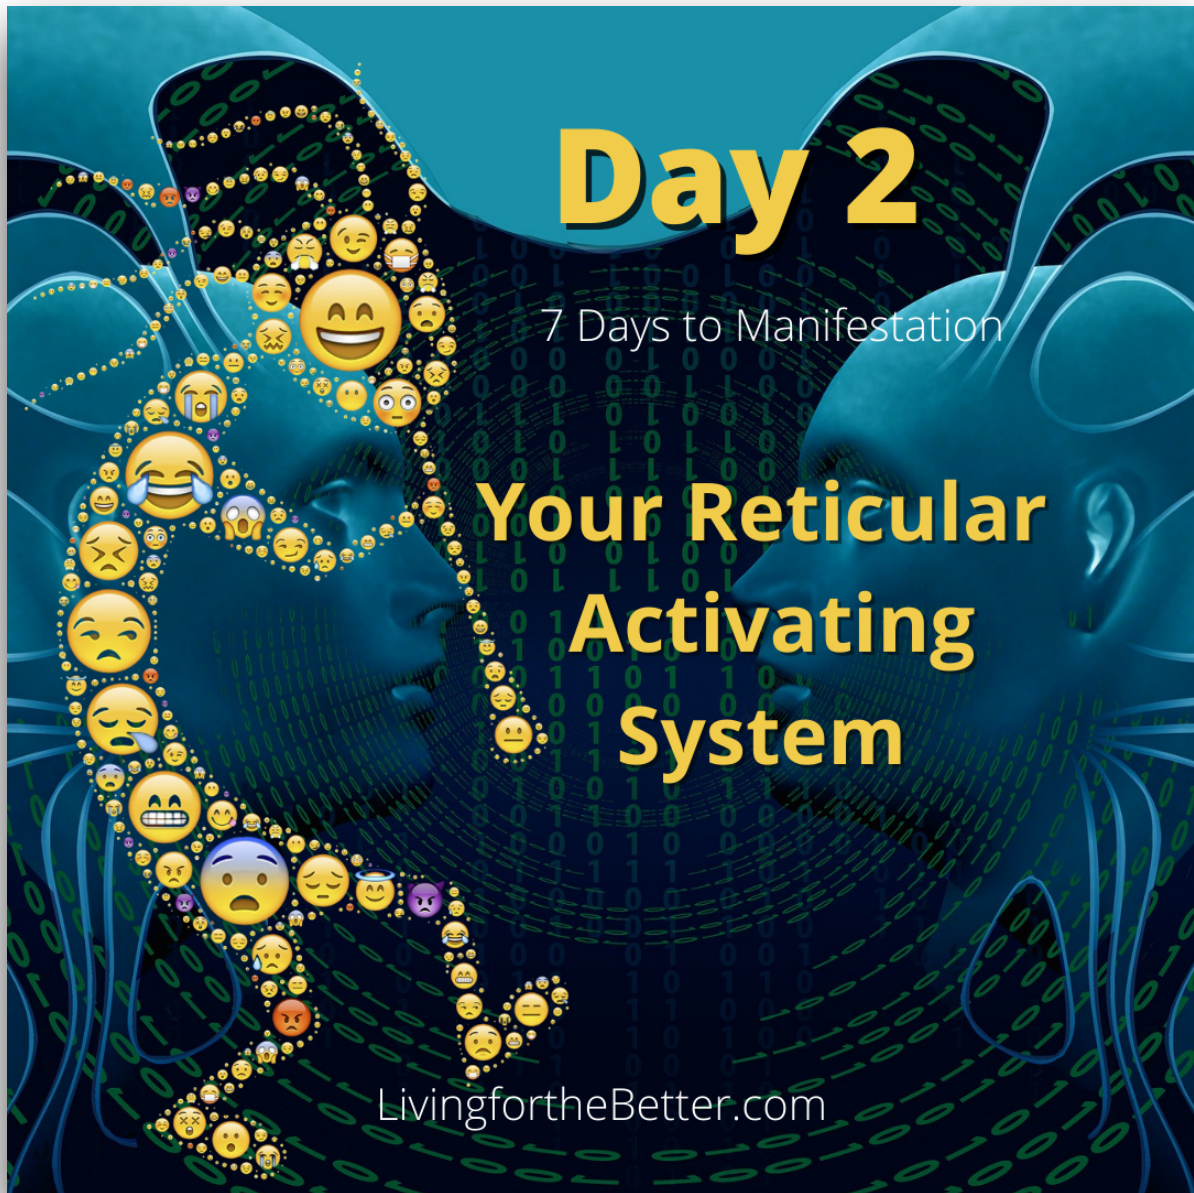 Day 2
7 Days to Manifestation
Your Reticular
Activating
System
LivingfortheBetter.com